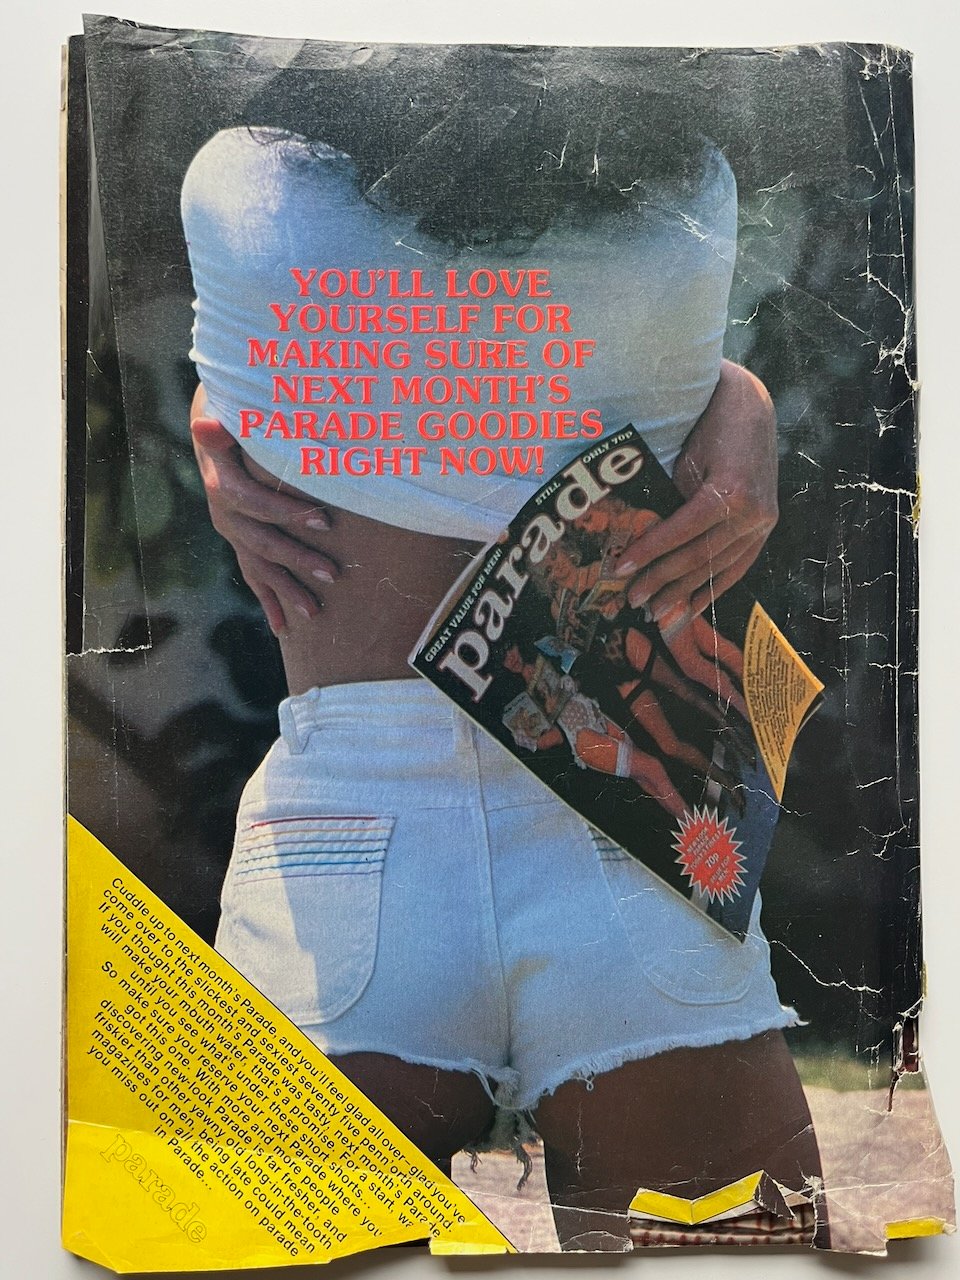 YOU'LL LOVE
YOURSELF FOR
MAKING SURE OF
NEXT MONTH'S
PARADE GOODIES
RIGHT NOW!
STILL ONLY 70p
GREAT VALUE FOR MEN!
parade
70p
Cuddle up to next month's Parade, and you'll feel glad all over, glad you've
come over to the slickest and sexiest seventy five penn'orth around.
If you thought this month's Parade was tasty, next month's Parade
will make your mouth water, that's a promise. For a start,
until you see what's under these short shorts...
So make sure you reserve your next Parade where you
got this one. With more and more people
discovering new-look Parade is far fresher, and
friskier than other yawny old long-in-the-tooth
magazines for men, being late could mean
you miss out on all the action on parade
in Parade...
parade